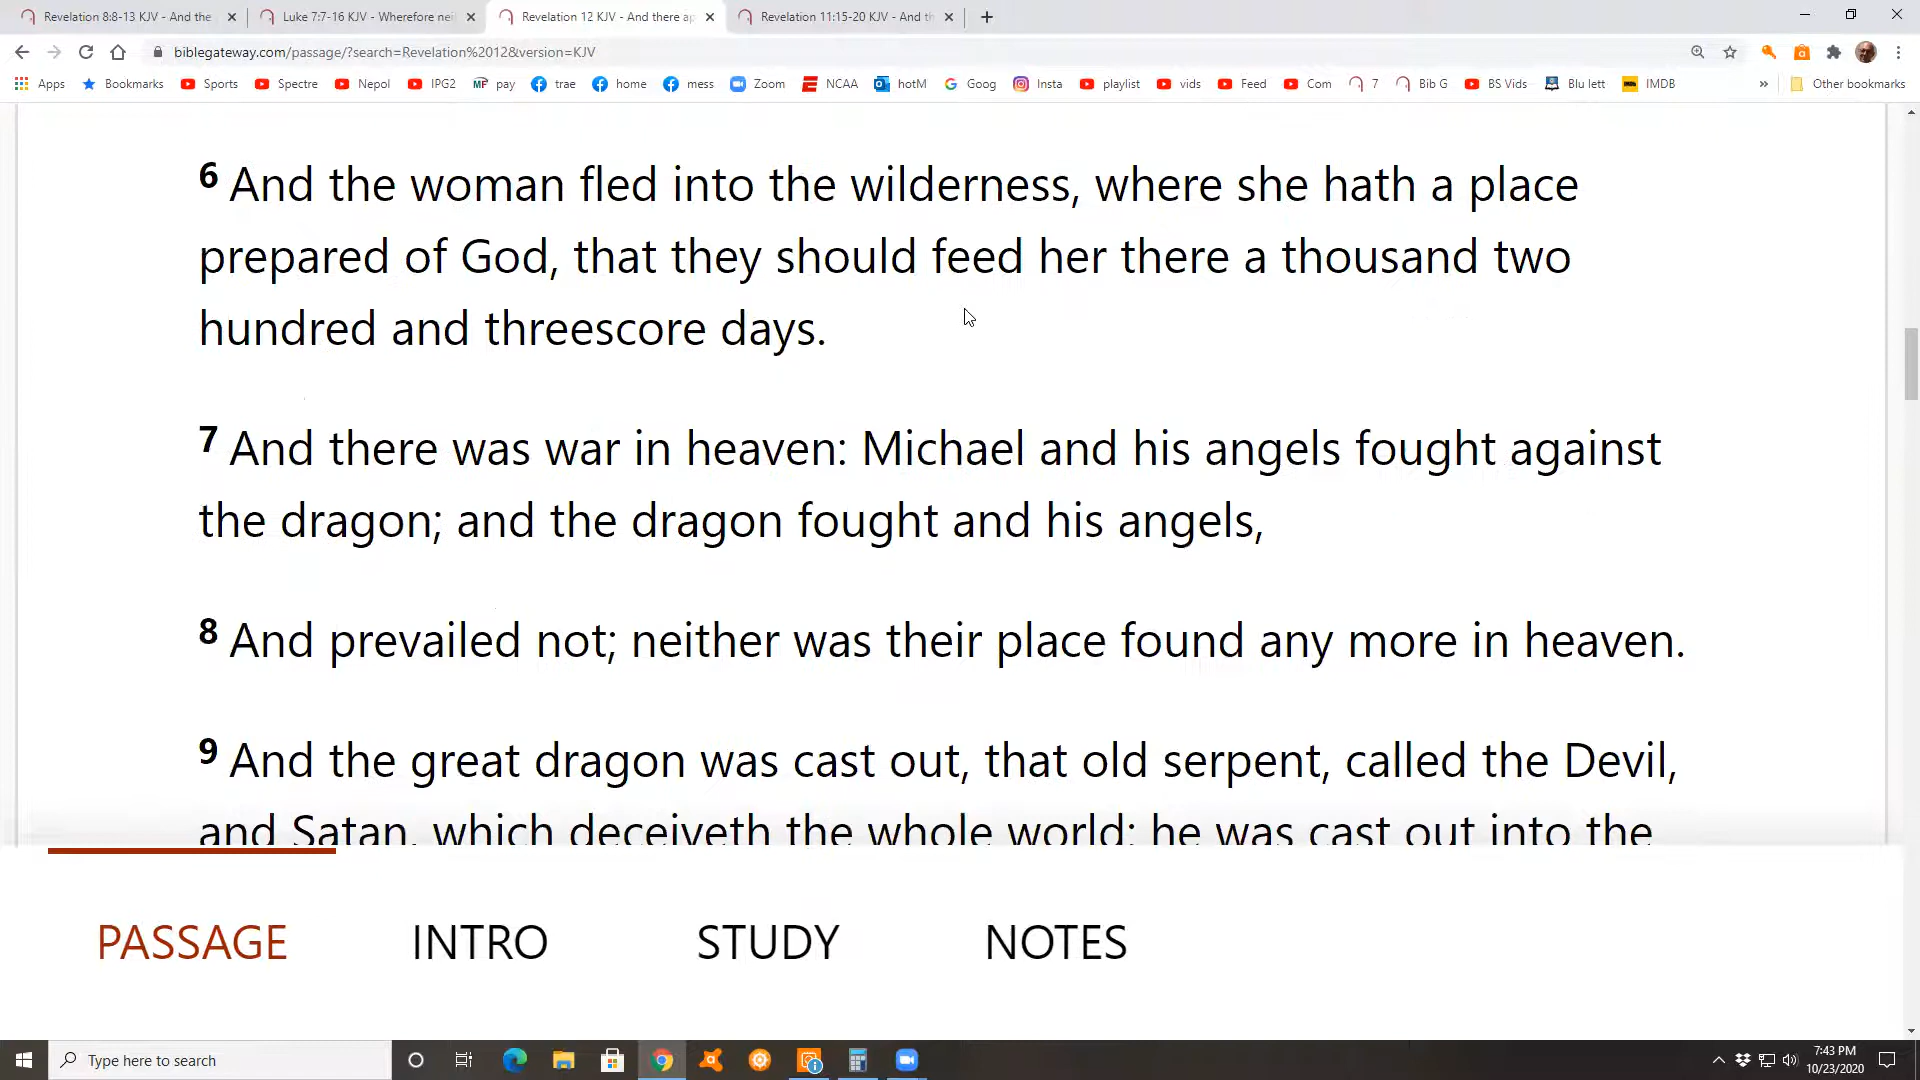 Revelation 8:8-13 KJV - And the
Luke 7:7-16 KJV - Wherefore nei
Revelation 12 KJV - And there ap
Revelation 11:15-20 KJV - And th
biblegateway.com/passage/?search=Revelation%2012&version=KJV
Apps Bookmarks Sports Spectre Nepol IPG2 MF pay trae home mess Zoom NCAA hotM Goog Insta playlist vids Feed Com 7 Bib G BS Vids Blu lett IMDB » Other bookmarks
6 And the woman fled into the wilderness, where she hath a place
prepared of God, that they should feed her there a thousand two
hundred and threescore days.
7 And there was war in heaven: Michael and his angels fought against
the dragon; and the dragon fought and his angels,
8 And prevailed not; neither was their place found any more in heaven.
9 And the great dragon was cast out, that old serpent, called the Devil,
and Satan, which deceiveth the whole world: he was cast out into the
PASSAGE INTRO STUDY NOTES
Type here to search
7:43 PM
10/23/2020